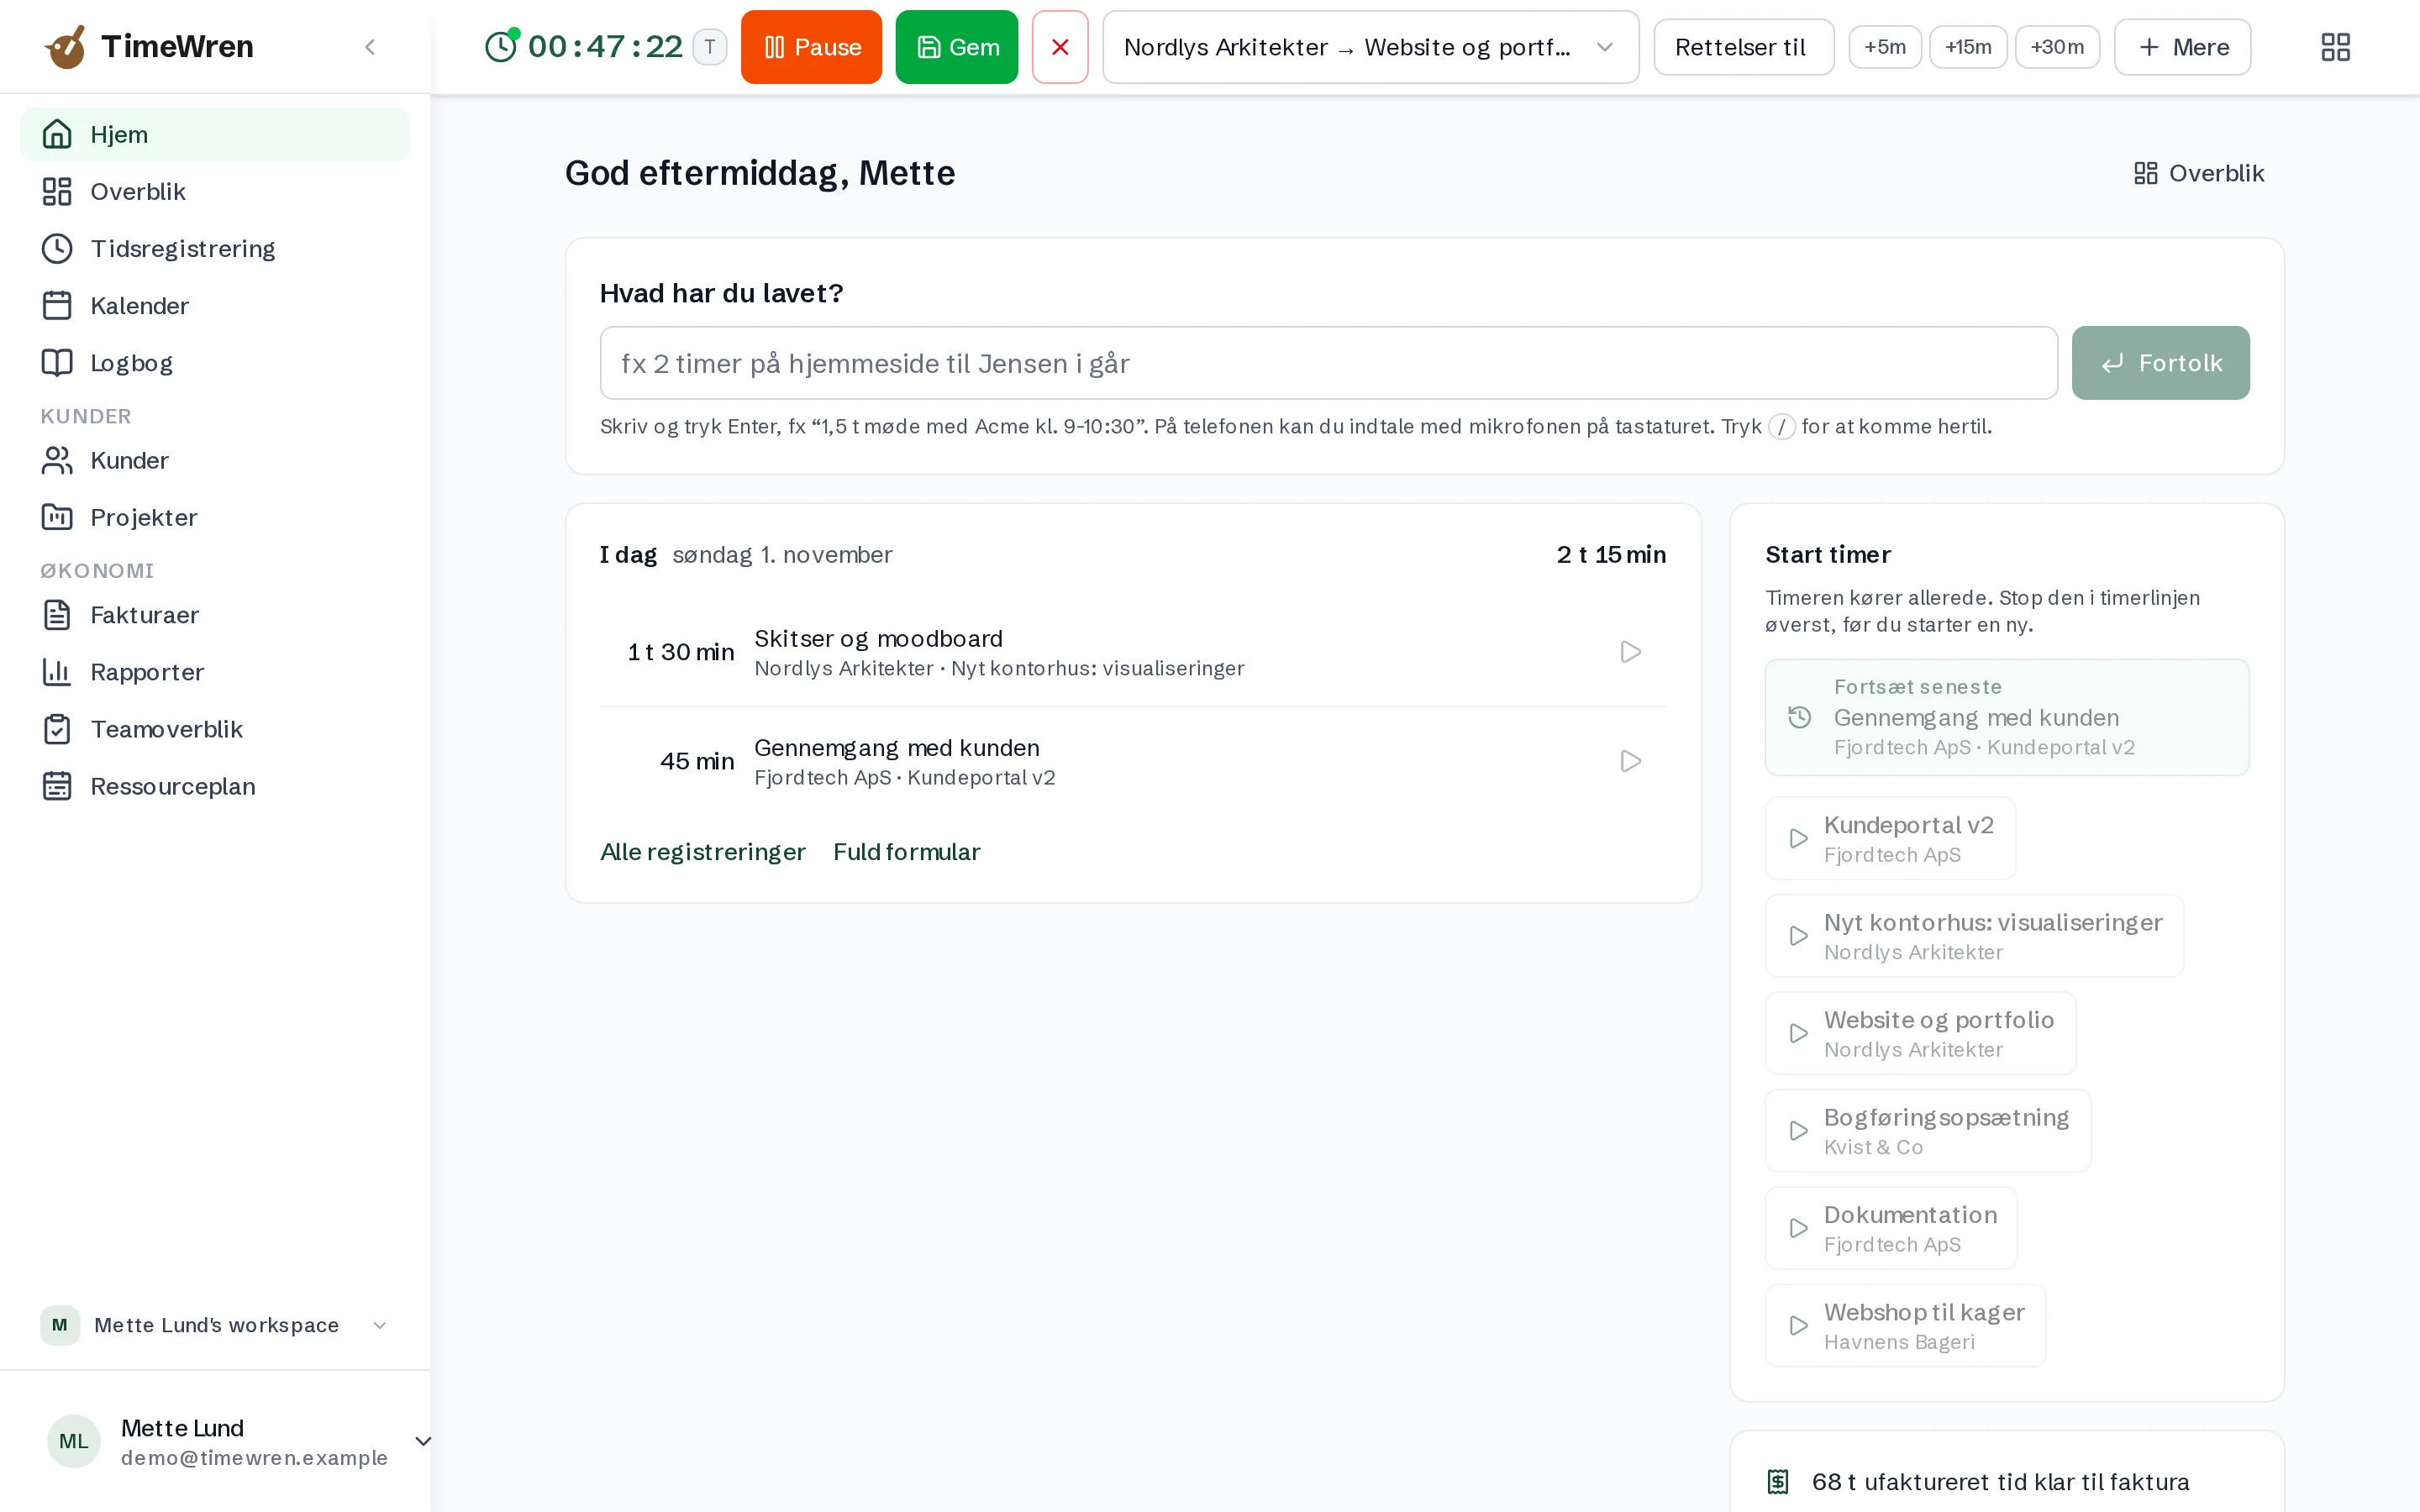 TimeWren
00:47:22 T Pause Gem Nordlys Arkitekter → Website og portf... Rettelser til +5m +15m +30m Mere
Hjem
Overblik
Tidsregistrering
Kalender
Logbog
KUNDER
Kunder
Projekter
ØKONOMI
Fakturaer
Rapporter
Teamoverblik
Ressourceplan
M Mette Lund's workspace
ML Mette Lund
demo@timewren.example
God eftermiddag, Mette
Overblik
Hvad har du lavet?
fx 2 timer på hjemmeside til Jensen i går
Fortolk
Skriv og tryk Enter, fx “1,5 t møde med Acme kl. 9-10:30”. På telefonen kan du indtale med mikrofonen på tastaturet. Tryk / for at komme hertil.
I dag søndag 1. november 2 t 15 min
1 t 30 min Skitser og moodboard
Nordlys Arkitekter · Nyt kontorhus: visualiseringer
45 min Gennemgang med kunden
Fjordtech ApS · Kundeportal v2
Alle registreringer Fuld formular
Start timer
Timeren kører allerede. Stop den i timerlinjen
øverst, før du starter en ny.
Fortsæt seneste
Gennemgang med kunden
Fjordtech ApS · Kundeportal v2
Kundeportal v2
Fjordtech ApS
Nyt kontorhus: visualiseringer
Nordlys Arkitekter
Website og portfolio
Nordlys Arkitekter
Bogføringsopsætning
Kvist & Co
Dokumentation
Fjordtech ApS
Webshop til kager
Havnens Bageri
68 t ufaktureret tid klar til faktura